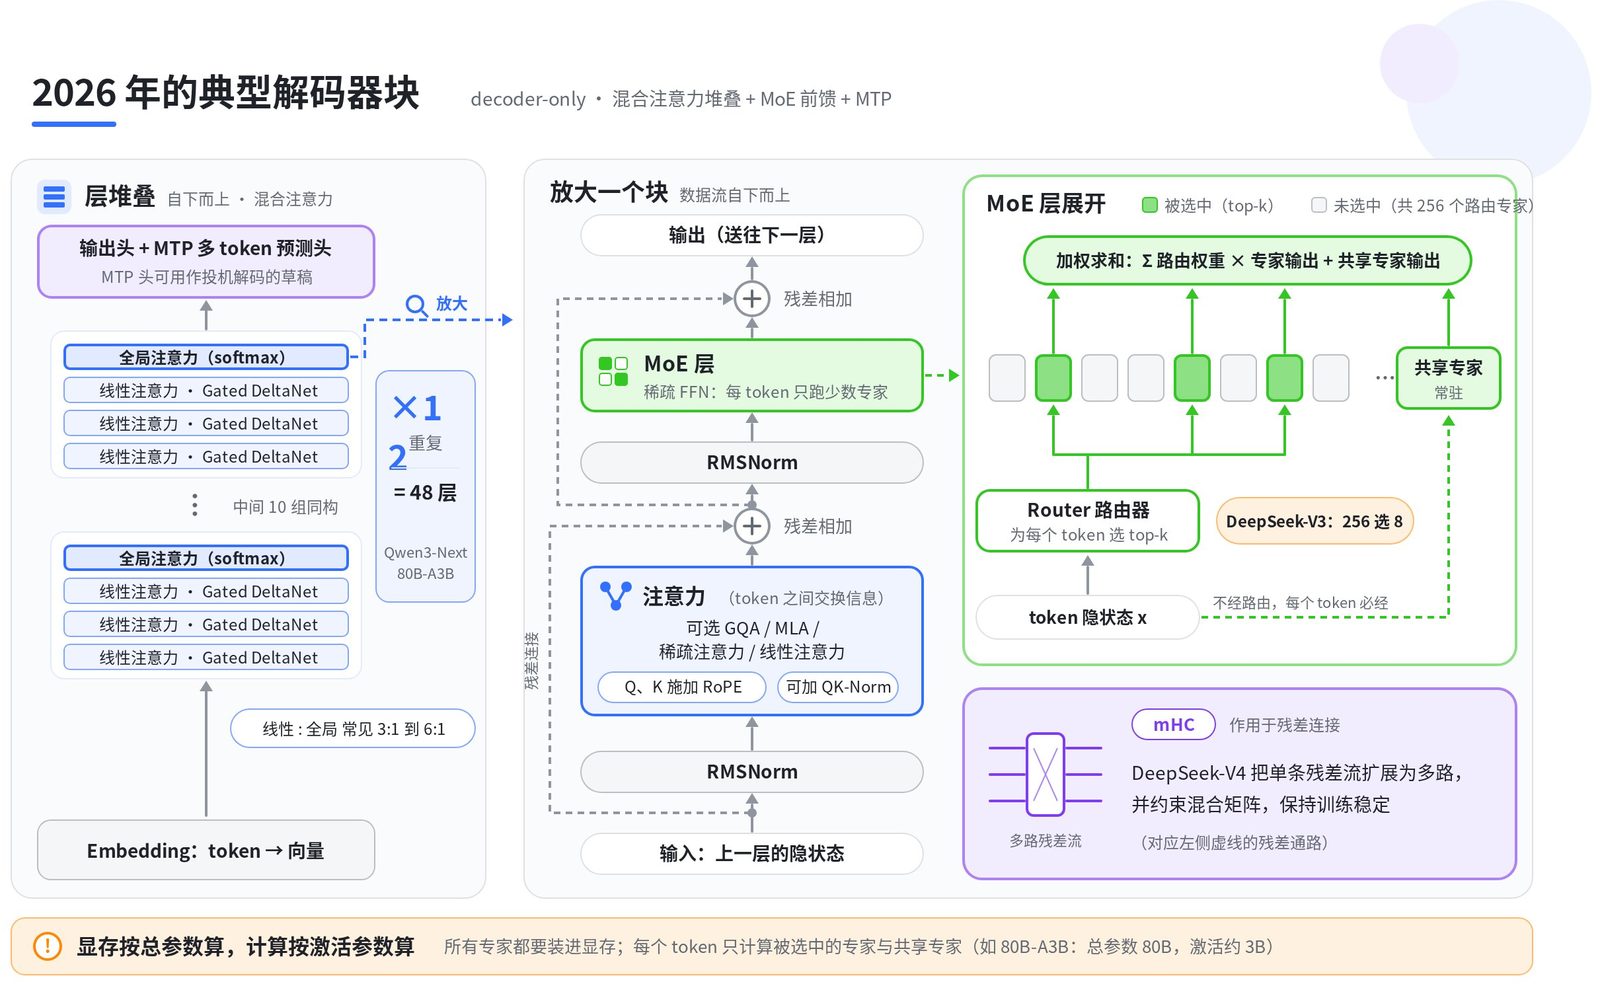 2026 年的典型解码器块
decoder-only · 混合注意力堆叠 + MoE 前馈 + MTP
层堆叠 自下而上 · 混合注意力
输出头 + MTP 多 token 预测头
MTP 头可用作投机解码的草稿
放大
全局注意力（softmax）
线性注意力 · Gated DeltaNet
线性注意力 · Gated DeltaNet
线性注意力 · Gated DeltaNet
×1
2
重复
= 48 层
Qwen3-Next
80B-A3B
⋮ 中间 10 组同构
全局注意力（softmax）
线性注意力 · Gated DeltaNet
线性注意力 · Gated DeltaNet
线性注意力 · Gated DeltaNet
线性 : 全局 常见 3:1 到 6:1
Embedding：token → 向量
放大一个块 数据流自下而上
输出（送往下一层）
残差相加
MoE 层
稀疏 FFN：每 token 只跑少数专家
RMSNorm
残差相加
注意力 （token 之间交换信息）
可选 GQA / MLA /
稀疏注意力 / 线性注意力
Q、K 施加 RoPE
可加 QK-Norm
残差连接
RMSNorm
输入：上一层的隐状态
MoE 层展开
被选中（top-k）
未选中（共 256 个路由专家）
加权求和：Σ 路由权重 × 专家输出 + 共享专家输出
…
共享专家
常驻
Router 路由器
为每个 token 选 top-k
DeepSeek-V3：256 选 8
token 隐状态 x
不经路由，每个 token 必经
mHC 作用于残差连接
DeepSeek-V4 把单条残差流扩展为多路，
并约束混合矩阵，保持训练稳定
（对应左侧虚线的残差通路）
多路残差流
显存按总参数算，计算按激活参数算
所有专家都要装进显存；每个 token 只计算被选中的专家与共享专家（如 80B-A3B：总参数 80B，激活约 3B）